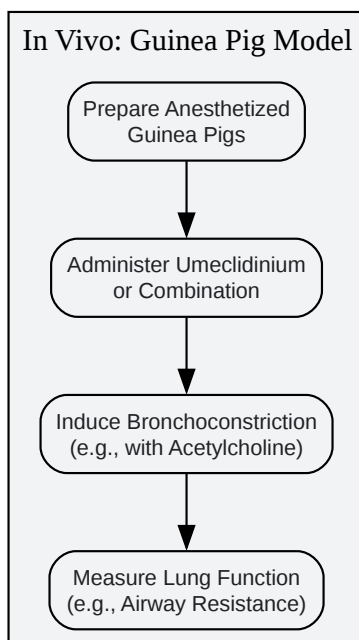 In Vivo: Guinea Pig Model
Prepare Anesthetized
Guinea Pigs
Administer Umeclidinium
or Combination
Induce Bronchoconstriction
(e.g., with Acetylcholine)
Measure Lung Function
(e.g., Airway Resistance)